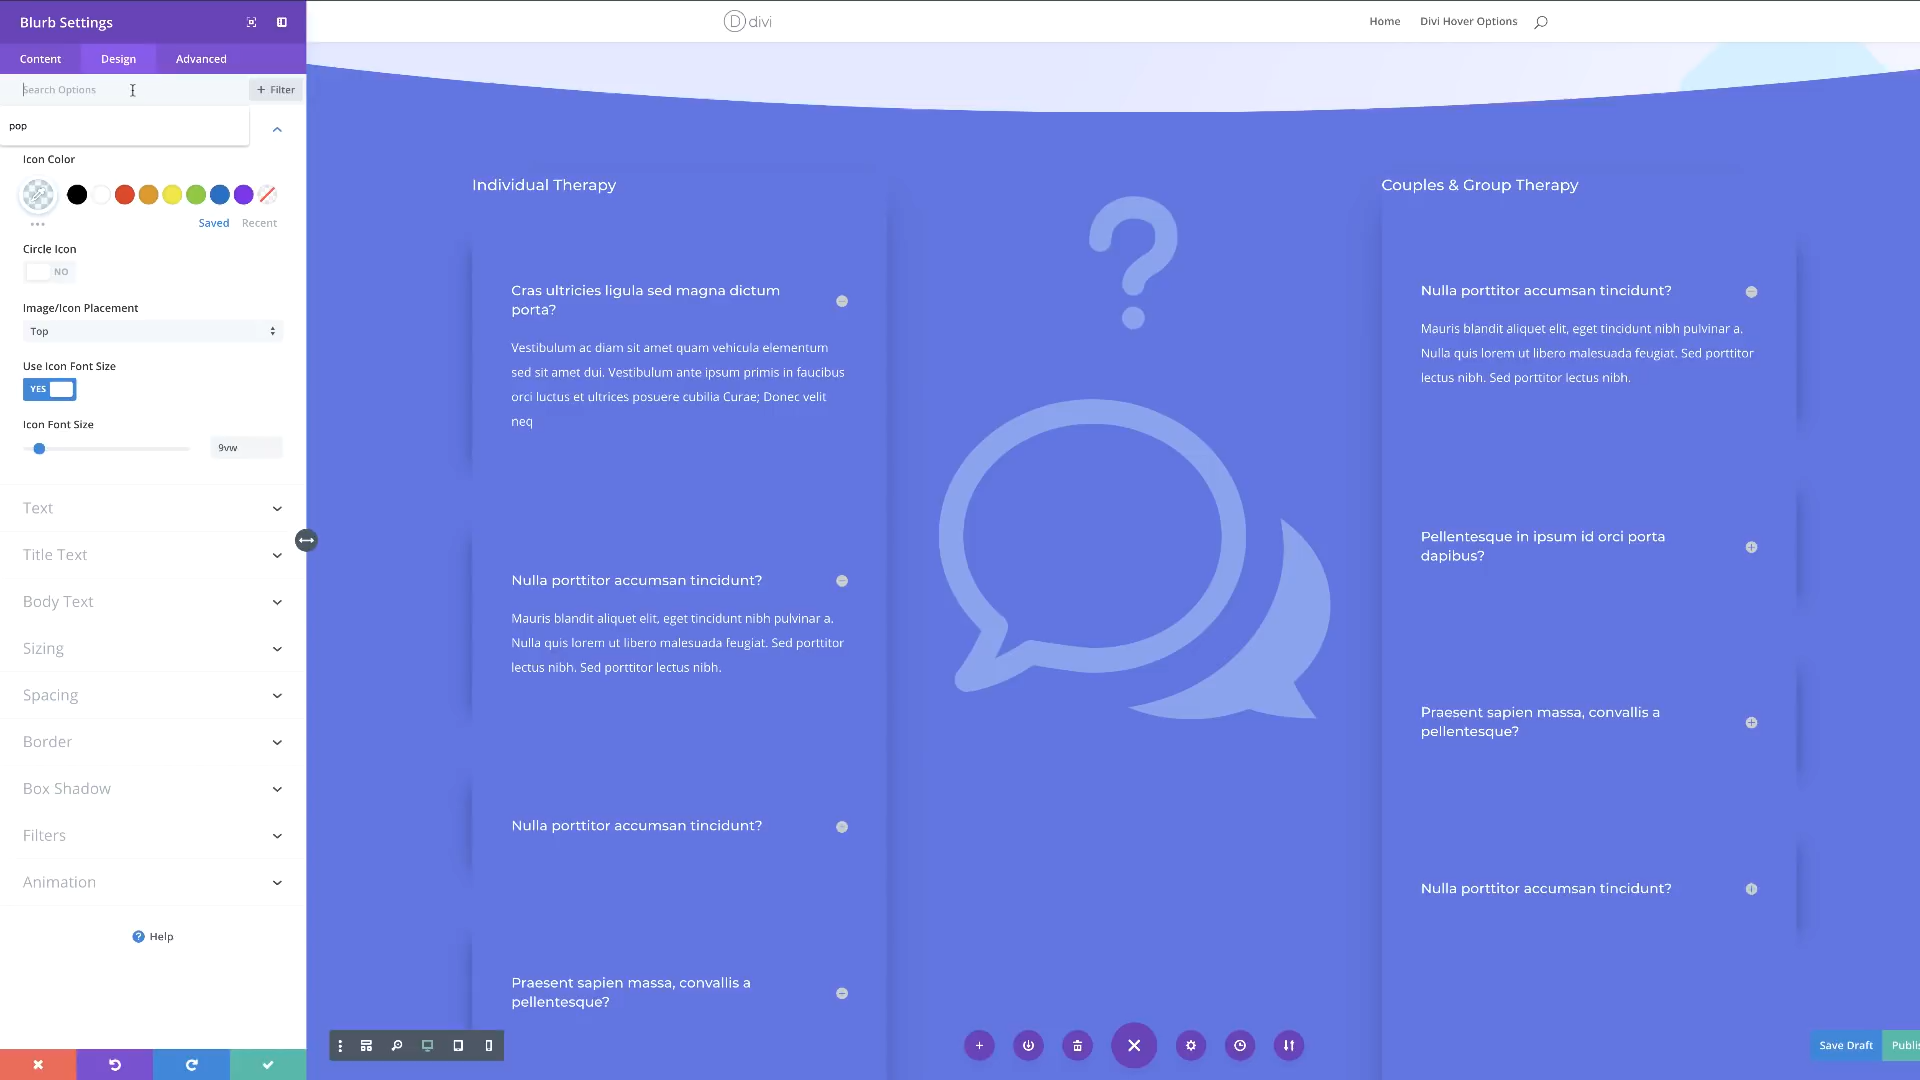 Blurb Settings
Content
Design
Advanced
Search Options
+ Filter
pop
Icon Color
Saved
Recent
Circle Icon
NO
Image/Icon Placement
Top
Use Icon Font Size
YES
Icon Font Size
9vw
Text
Title Text
Body Text
Sizing
Spacing
Border
Box Shadow
Filters
Animation
? Help
D divi
Home
Divi Hover Options
Individual Therapy
Cras ultricies ligula sed magna dictum
porta?
Vestibulum ac diam sit amet quam vehicula elementum
sed sit amet dui. Vestibulum ante ipsum primis in faucibus
orci luctus et ultrices posuere cubilia Curae; Donec velit
neq
Nulla porttitor accumsan tincidunt?
Mauris blandit aliquet elit, eget tincidunt nibh pulvinar a.
Nulla quis lorem ut libero malesuada feugiat. Sed porttitor
lectus nibh. Sed porttitor lectus nibh.
Nulla porttitor accumsan tincidunt?
Praesent sapien massa, convallis a
pellentesque?
?
Couples & Group Therapy
Nulla porttitor accumsan tincidunt?
Mauris blandit aliquet elit, eget tincidunt nibh pulvinar a.
Nulla quis lorem ut libero malesuada feugiat. Sed porttitor
lectus nibh. Sed porttitor lectus nibh.
Pellentesque in ipsum id orci porta
dapibus?
Praesent sapien massa, convallis a
pellentesque?
Nulla porttitor accumsan tincidunt?
Save Draft
Publis